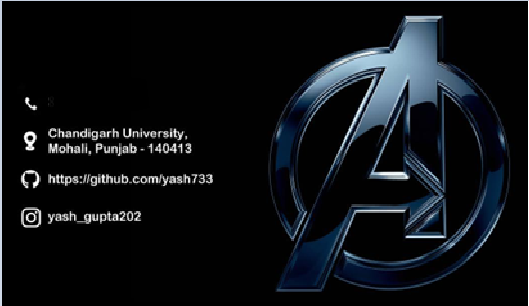 Chandigarh University,
Mohali, Punjab - 140413
https://github.com/yash733
yash_gupta202